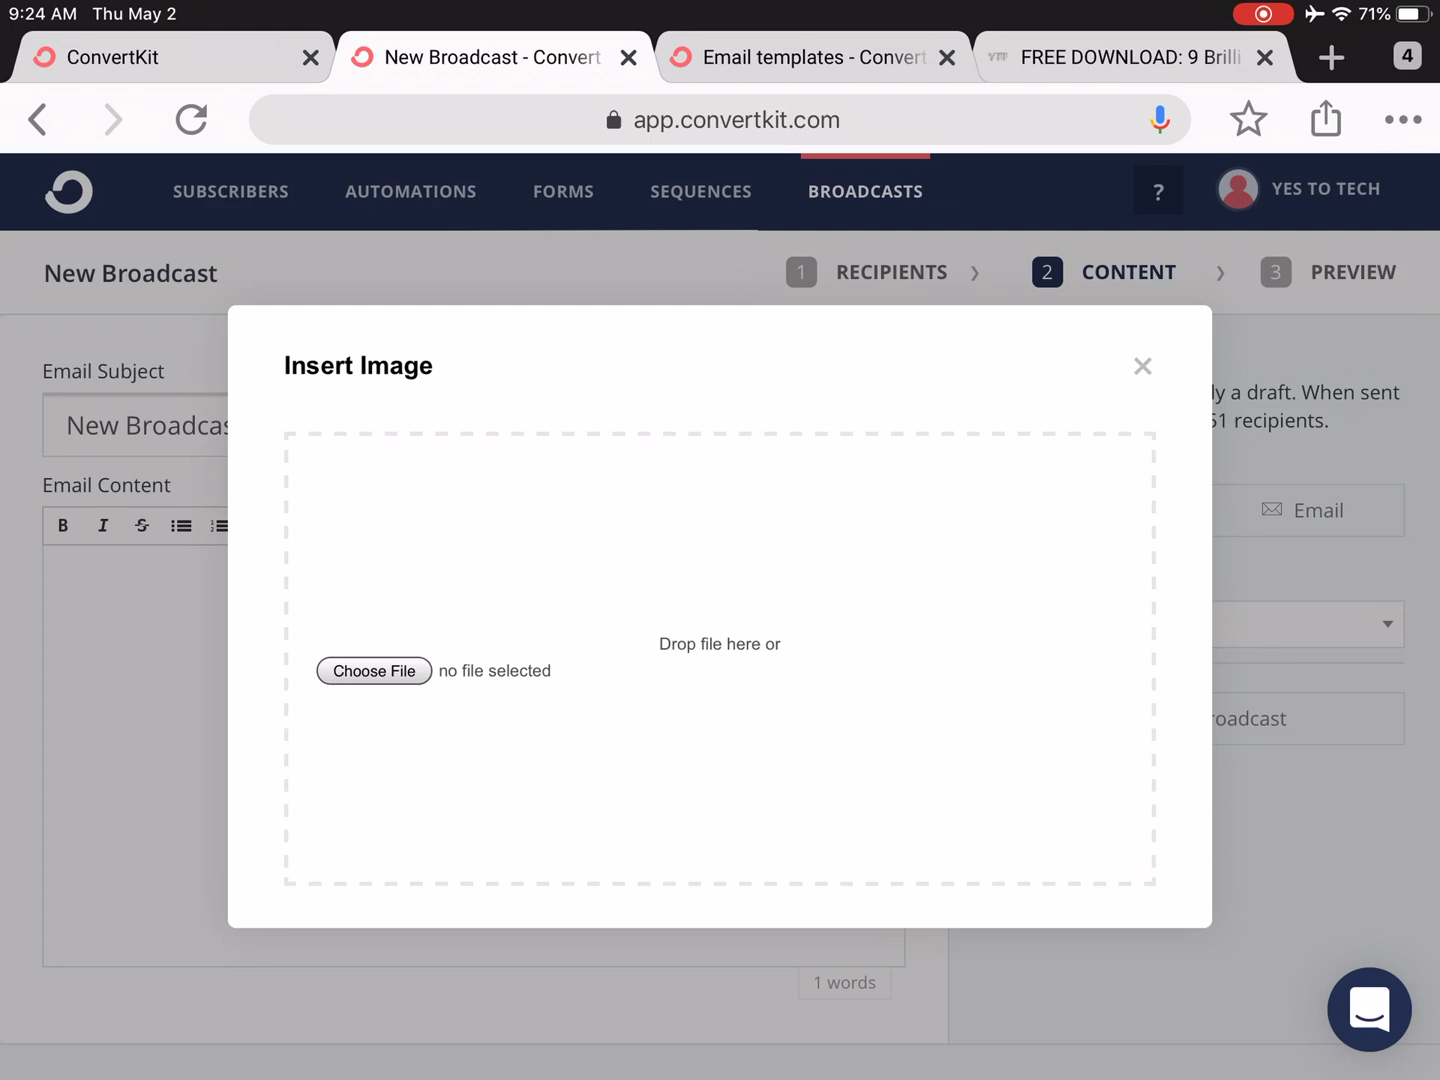 9:24 AM Thu May 2
71%
ConvertKit
New Broadcast - Convert
Email templates - Convert
YTT FREE DOWNLOAD: 9 Brilli
4
app.convertkit.com
SUBSCRIBERS AUTOMATIONS FORMS SEQUENCES BROADCASTS ? YES TO TECH
New Broadcast
1 RECIPIENTS 2 CONTENT 3 PREVIEW
Insert Image
Email Subject
ly a draft. When sent
51 recipients.
New Broadcas
Email Content
B I S
Email
Drop file here or
Choose File no file selected
roadcast
1 words